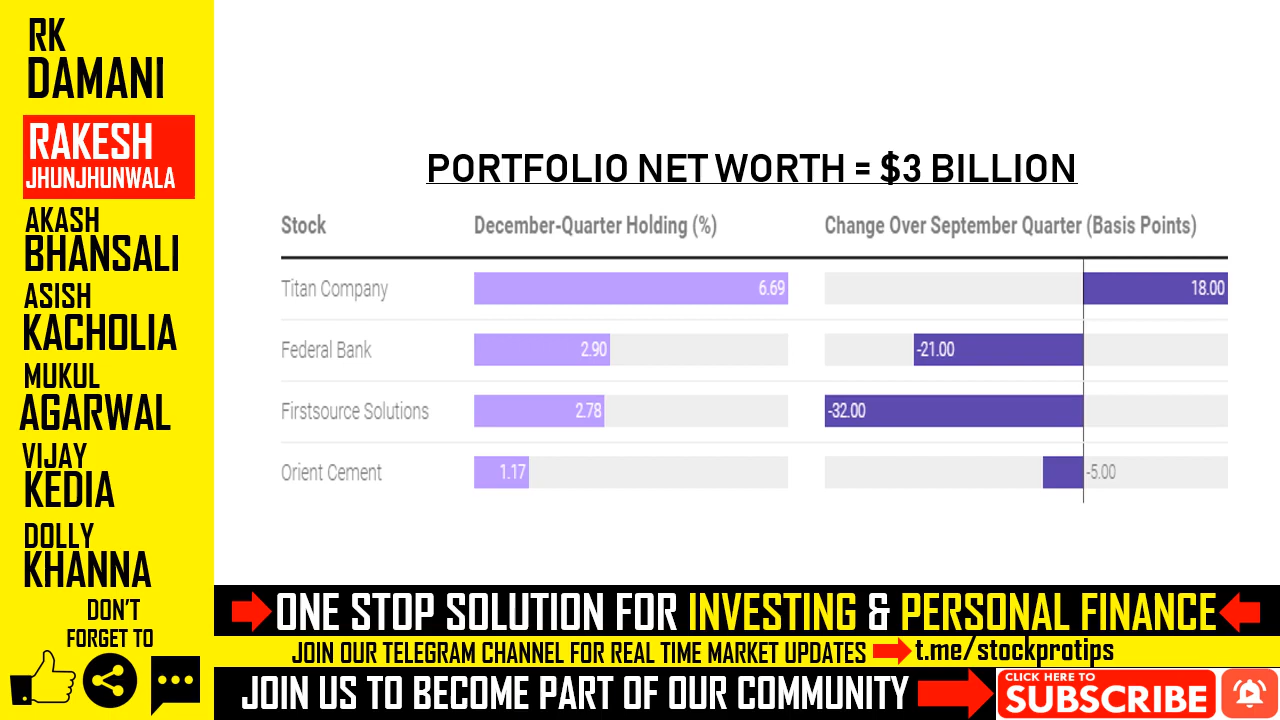 RK
DAMANI
RAKESH
JHUNJHUNWALA
AKASH
BHANSALI
ASISH
KACHOLIA
MUKUL
AGARWAL
VIJAY
KEDIA
DOLLY
KHANNA
DON'T
FORGET TO
PORTFOLIO NET WORTH = $3 BILLION
Stock December-Quarter Holding (%) Change Over September Quarter (Basis Points)
Titan Company 6.69 18.00
Federal Bank 2.90 -21.00
Firstsource Solutions 2.78 -32.00
Orient Cement 1.17 -5.00
ONE STOP SOLUTION FOR INVESTING & PERSONAL FINANCE
JOIN OUR TELEGRAM CHANNEL FOR REAL TIME MARKET UPDATES t.me/stockprotips
JOIN US TO BECOME PART OF OUR COMMUNITY
CLICK HERE TO
SUBSCRIBE